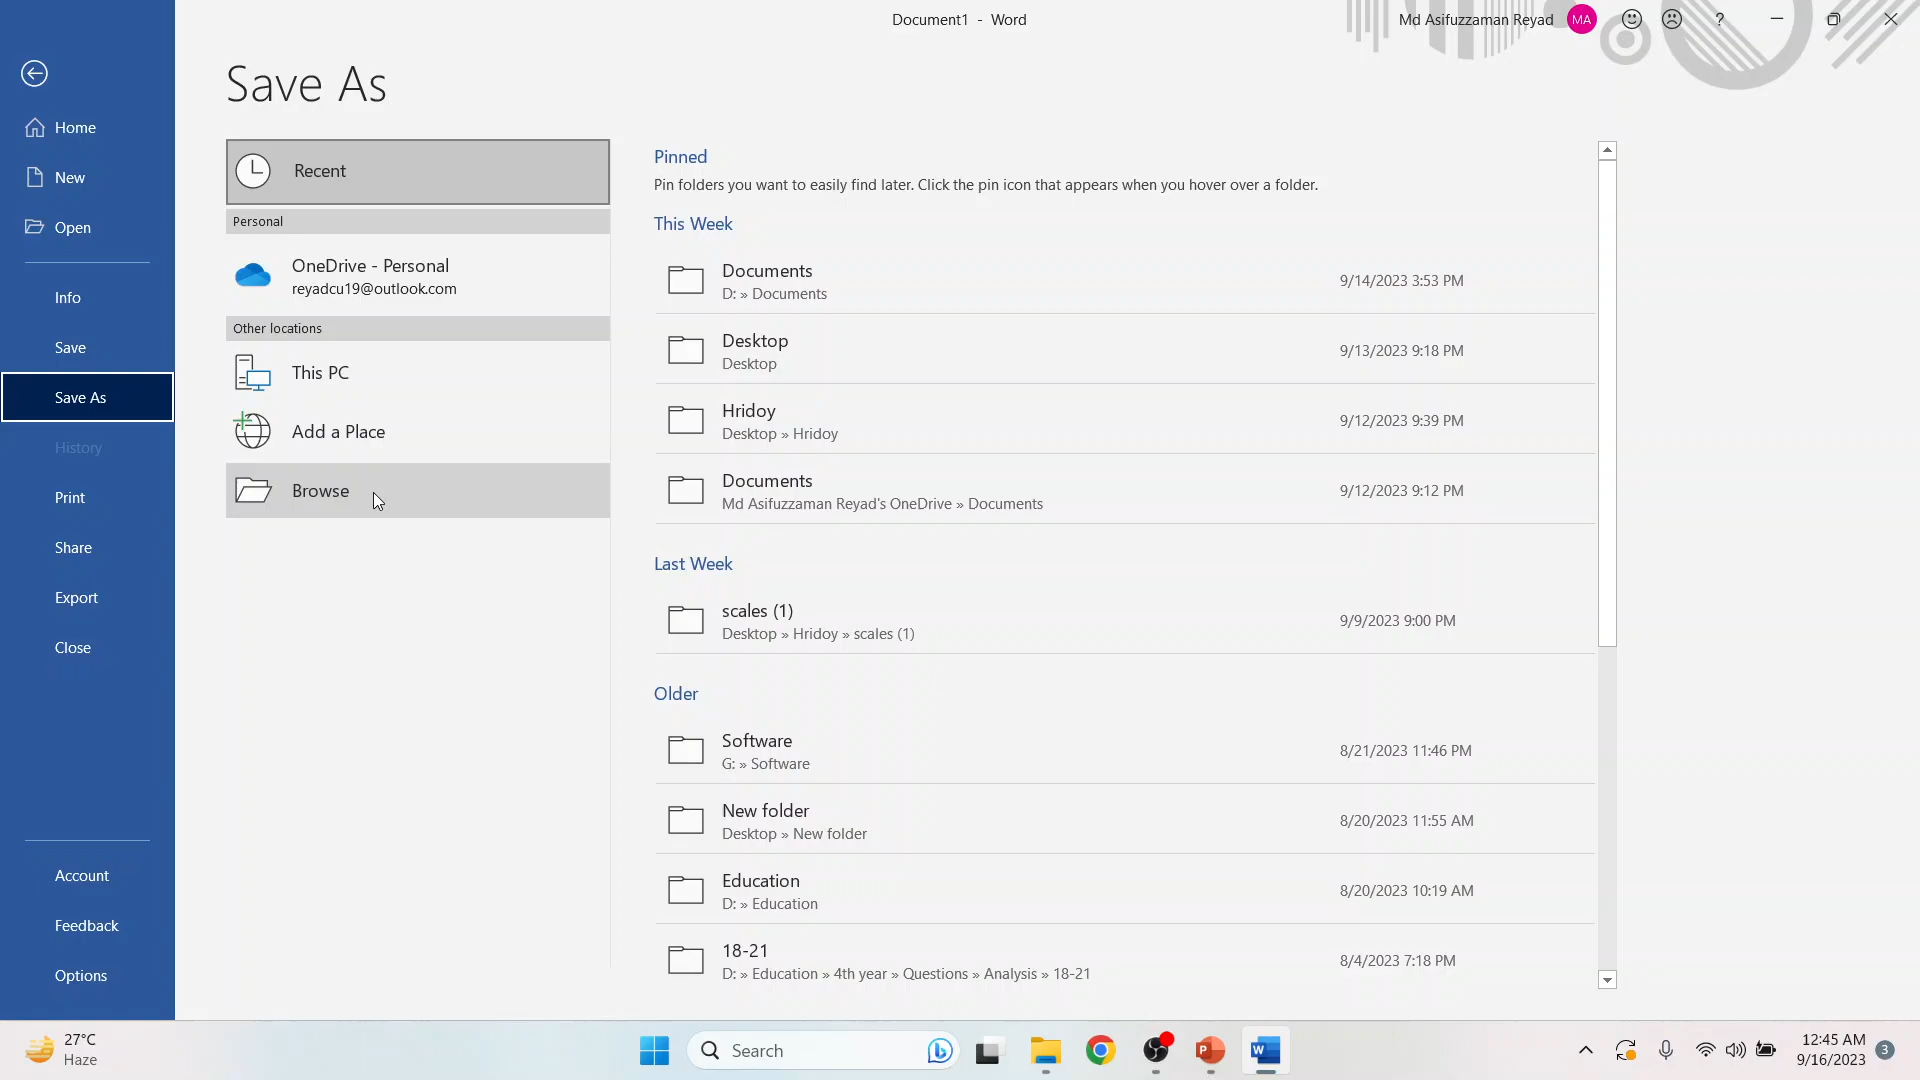 Document1 - Word
Md Asifuzzaman Reyad
MA
?
Save As
Home
New
Open
Info
Save
Save As
History
Print
Share
Export
Close
Account
Feedback
Options
Recent
Personal
OneDrive - Personal
reyadcu19@outlook.com
Other locations
This PC
Add a Place
Browse
Pinned
Pin folders you want to easily find later. Click the pin icon that appears when you hover over a folder.
This Week
Documents
D: » Documents
9/14/2023 3:53 PM
Desktop
Desktop
9/13/2023 9:18 PM
Hridoy
Desktop » Hridoy
9/12/2023 9:39 PM
Documents
Md Asifuzzaman Reyad's OneDrive » Documents
9/12/2023 9:12 PM
Last Week
scales (1)
Desktop » Hridoy » scales (1)
9/9/2023 9:00 PM
Older
Software
G: » Software
8/21/2023 11:46 PM
New folder
Desktop » New folder
8/20/2023 11:55 AM
Education
D: » Education
8/20/2023 10:19 AM
18-21
D: » Education » 4th year » Questions » Analysis » 18-21
8/4/2023 7:18 PM
27°C
Haze
Search
P
W
12:45 AM
9/16/2023
3